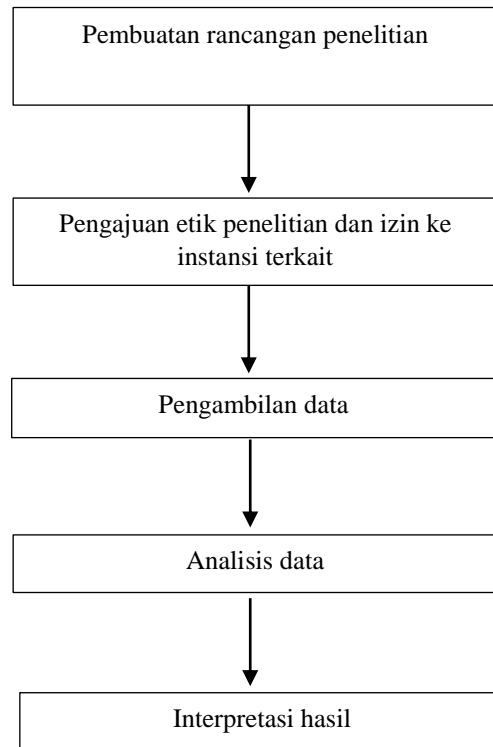 Pembuatan rancangan penelitian
Pengajuan etik penelitian dan izin ke
instansi terkait
Pengambilan data
Analisis data
Interpretasi hasil